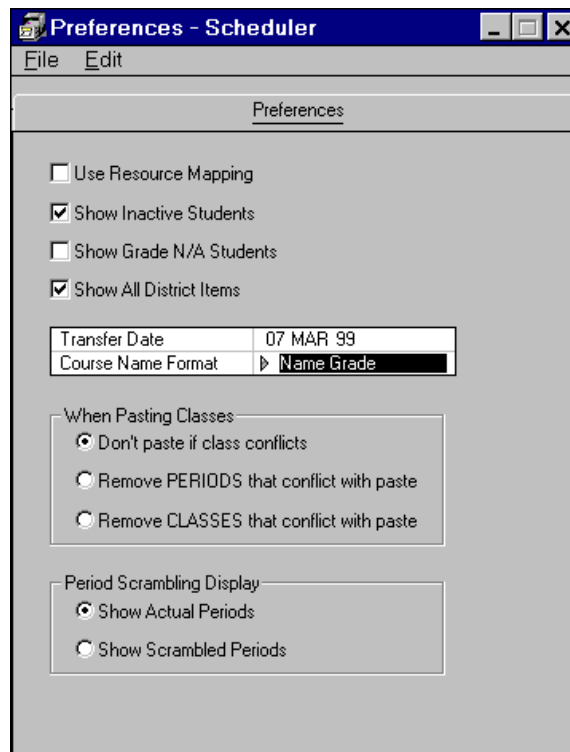 Preferences - Scheduler
File Edit
Preferences
Use Resource Mapping
Show Inactive Students
Show Grade N/A Students
Show All District Items
Transfer Date 07 MAR 99
Course Name Format Name Grade
When Pasting Classes
Don't paste if class conflicts
Remove PERIODS that conflict with paste
Remove CLASSES that conflict with paste
Period Scrambling Display
Show Actual Periods
Show Scrambled Periods